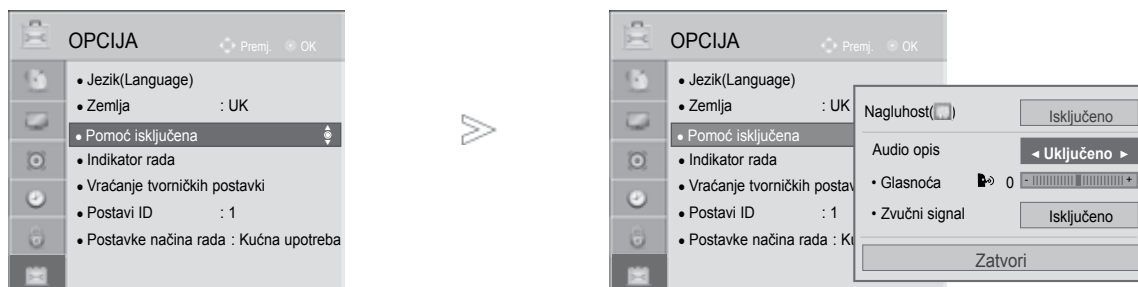 OPCIJA Premj. OK
• Jezik(Language)
• Zemlja : UK
• Pomoć isključena
• Indikator rada
• Vraćanje tvorničkih postavki
• Postavi ID : 1
• Postavke načina rada : Kućna upotreba
>
OPCIJA Premj. OK
• Jezik(Language)
• Zemlja : UK
• Pomoć isključena
• Indikator rada
• Vraćanje tvorničkih postav
• Postavi ID : 1
• Postavke načina rada : Ku
Nagluhost( ) Isključeno
Audio opis ◄ Uključeno ►
• Glasnoća 0 - +
• Zvučni signal Isključeno
Zatvori